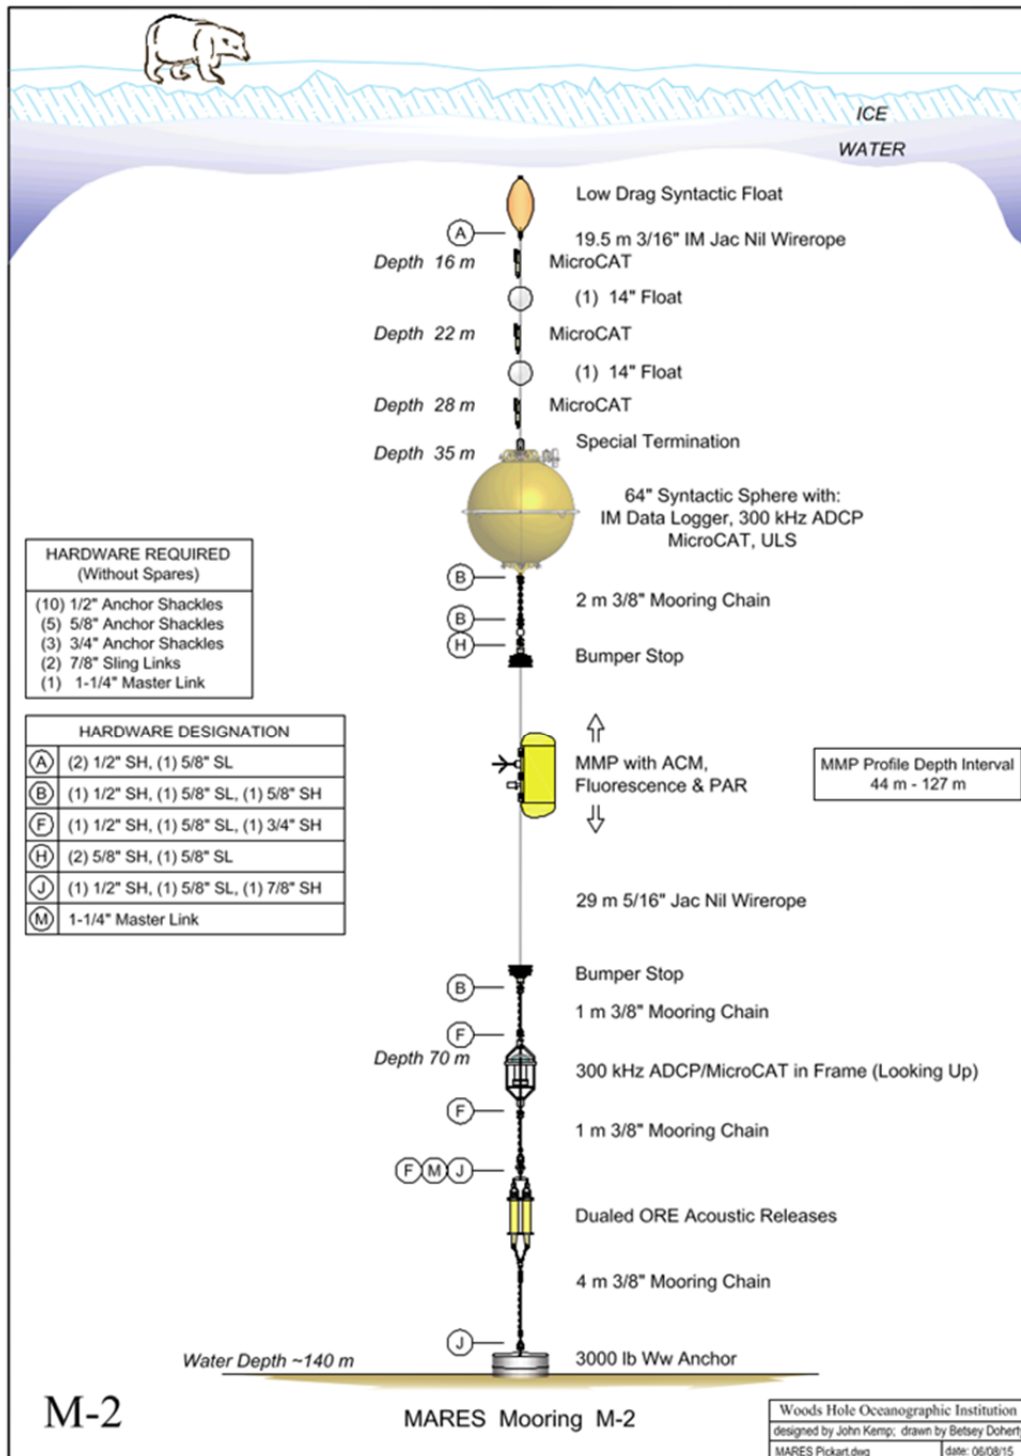 ICE
WATER
Low Drag Syntactic Float
A
19.5 m 3/16" IM Jac Nil Wirerope
Depth 16 m
MicroCAT
(1) 14" Float
Depth 22 m
MicroCAT
(1) 14" Float
Depth 28 m
MicroCAT
Special Termination
Depth 35 m
64" Syntactic Sphere with:
IM Data Logger, 300 kHz ADCP
MicroCAT, ULS
HARDWARE REQUIRED
(Without Spares)
(10) 1/2" Anchor Shackles
(5) 5/8" Anchor Shackles
(3) 3/4" Anchor Shackles
(2) 7/8" Sling Links
(1) 1-1/4" Master Link
B
2 m 3/8" Mooring Chain
B
H
Bumper Stop
HARDWARE DESIGNATION
A (2) 1/2" SH, (1) 5/8" SL
B (1) 1/2" SH, (1) 5/8" SL, (1) 5/8" SH
F (1) 1/2" SH, (1) 5/8" SL, (1) 3/4" SH
H (2) 5/8" SH, (1) 5/8" SL
J (1) 1/2" SH, (1) 5/8" SL, (1) 7/8" SH
M 1-1/4" Master Link
MMP with ACM,
Fluorescence & PAR
MMP Profile Depth Interval
44 m - 127 m
29 m 5/16" Jac Nil Wirerope
Bumper Stop
B
1 m 3/8" Mooring Chain
F
Depth 70 m
300 kHz ADCP/MicroCAT in Frame (Looking Up)
F
1 m 3/8" Mooring Chain
F M J
Dualed ORE Acoustic Releases
4 m 3/8" Mooring Chain
J
Water Depth ~140 m
3000 lb Ww Anchor
M-2
MARES Mooring M-2
Woods Hole Oceanographic Institution
designed by John Kemp; drawn by Betsey Doherty
MARES Pickart.dwg
date: 06/08/15